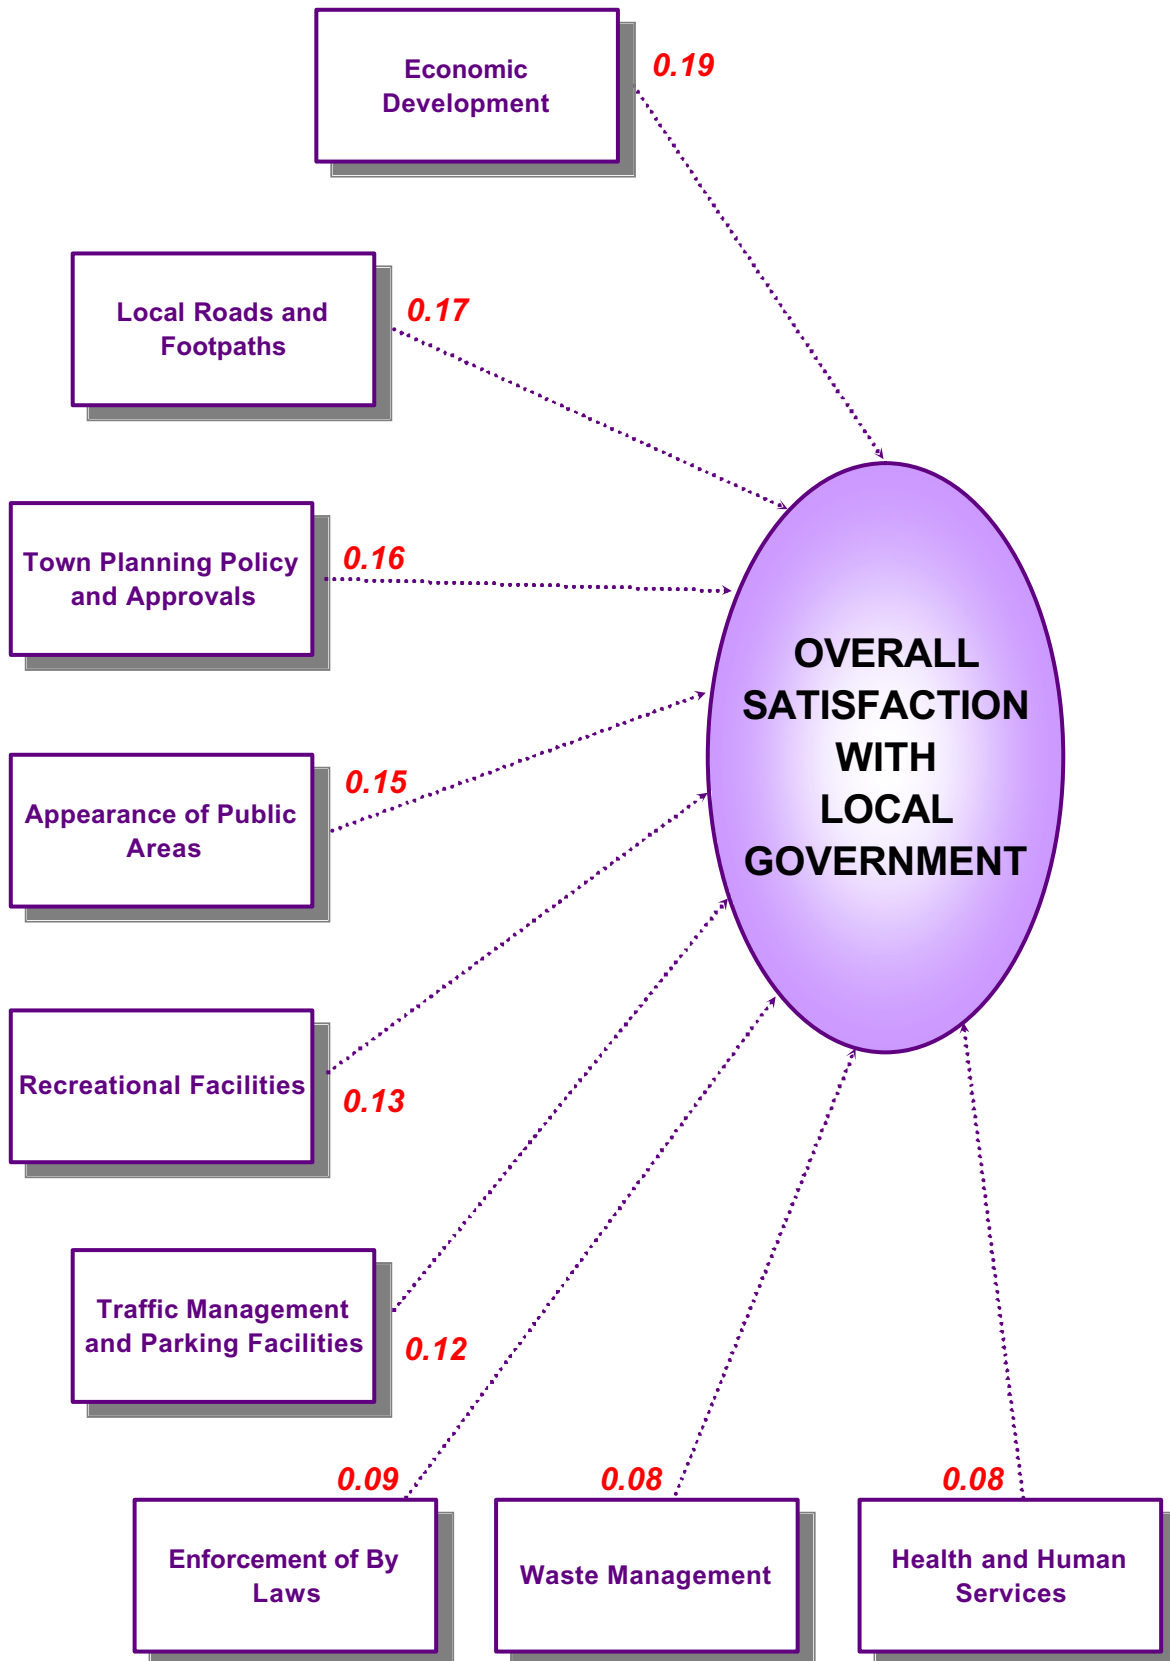 Economic
Development
0.19
Local Roads and
Footpaths
0.17
Town Planning Policy
and Approvals
0.16
Appearance of Public
Areas
0.15
Recreational Facilities
0.13
Traffic Management
and Parking Facilities
0.12
Enforcement of By
Laws
0.09
Waste Management
0.08
Health and Human
Services
0.08
OVERALL
SATISFACTION
WITH
LOCAL
GOVERNMENT